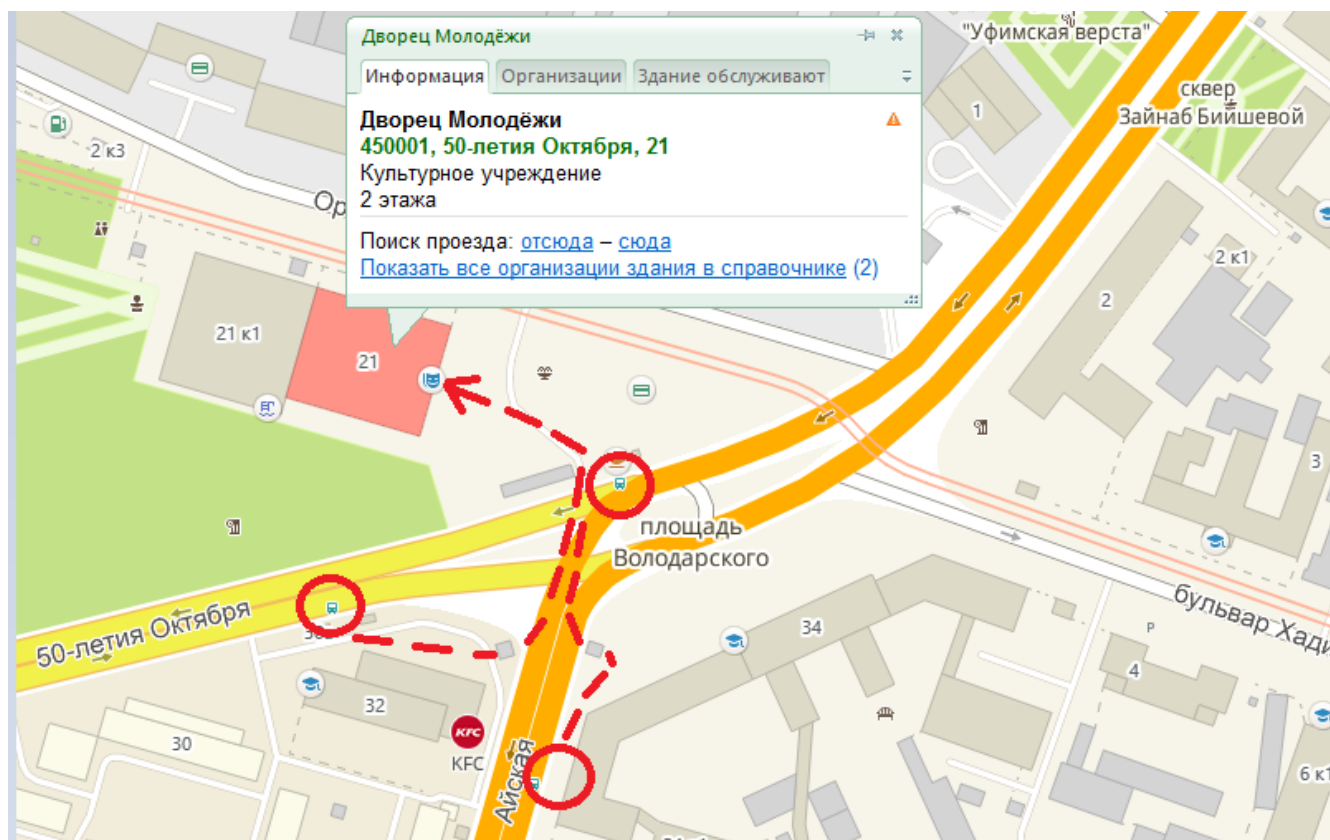 Дворец Молодёжи
Информация
Организации
Здание обслуживают
Дворец Молодёжи
450001, 50-летия Октября, 21
Культурное учреждение
2 этажа
Поиск проезда: отсюда – сюда
Показать все организации здания в справочнике (2)
"Уфимская верста"
сквер
Зайнаб Бийшевой
1
2 к3
Ор
2 к1
2
21 к1
21
3
площадь
Володарского
бульвар Хади
50-летия Октября
34
P
4
32
30
KFC
KFC
Айская
6 к1